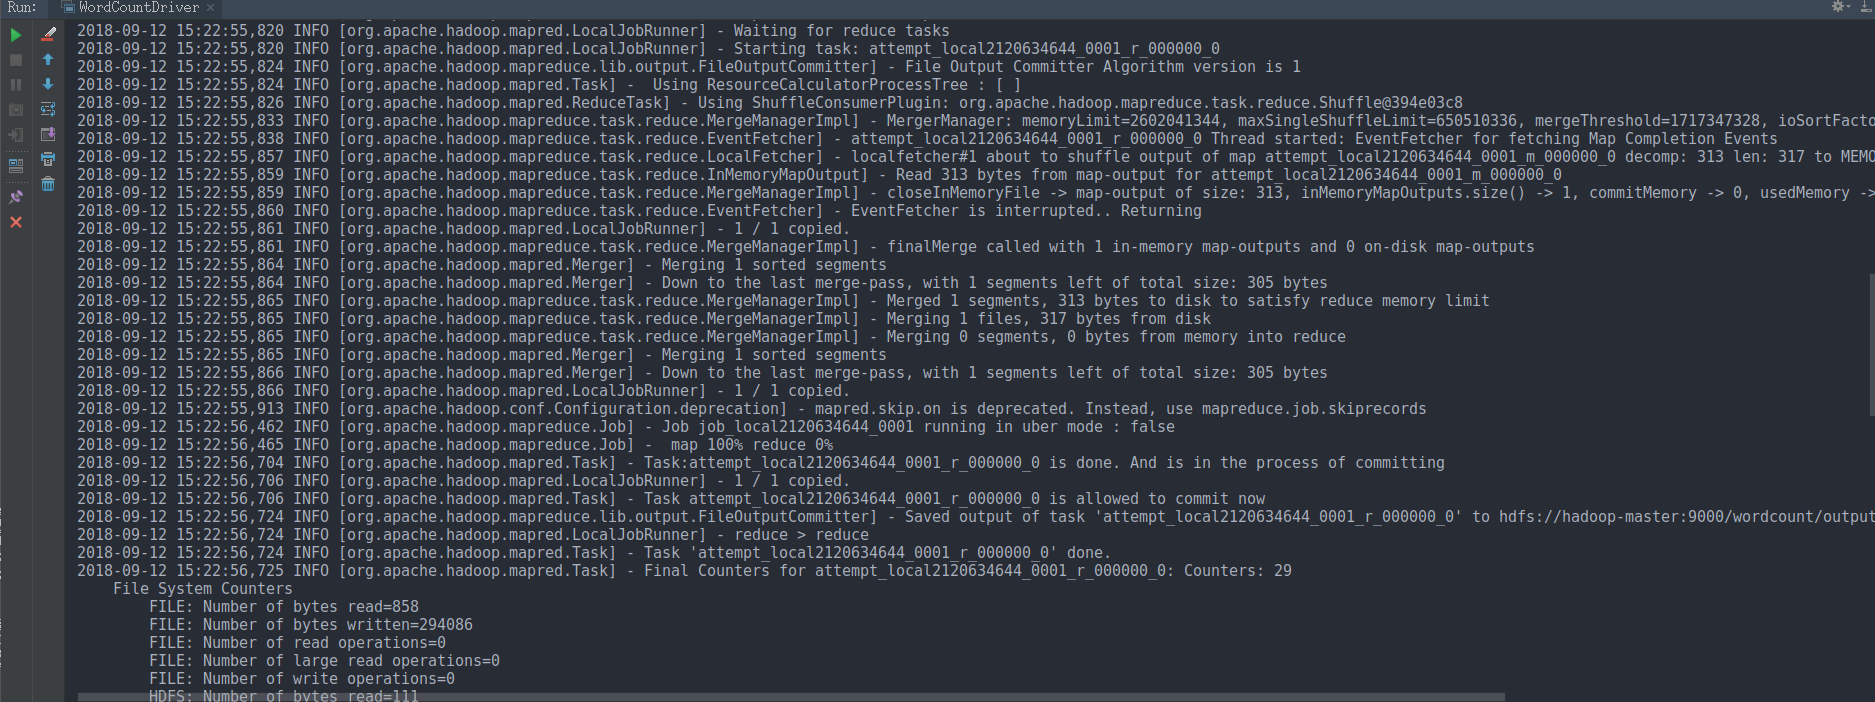 Run: WordCountDriver
2018-09-12 15:22:55,820 INFO [org.apache.hadoop.mapred.LocalJobRunner] - Waiting for reduce tasks
2018-09-12 15:22:55,820 INFO [org.apache.hadoop.mapred.LocalJobRunner] - Starting task: attempt_local2120634644_0001_r_000000_0
2018-09-12 15:22:55,824 INFO [org.apache.hadoop.mapreduce.lib.output.FileOutputCommitter] - File Output Committer Algorithm version is 1
2018-09-12 15:22:55,824 INFO [org.apache.hadoop.mapred.Task] -  Using ResourceCalculatorProcessTree : [ ]
2018-09-12 15:22:55,826 INFO [org.apache.hadoop.mapred.ReduceTask] - Using ShuffleConsumerPlugin: org.apache.hadoop.mapreduce.task.reduce.Shuffle@394e03c8
2018-09-12 15:22:55,833 INFO [org.apache.hadoop.mapreduce.task.reduce.MergeManagerImpl] - MergerManager: memoryLimit=2602041344, maxSingleShuffleLimit=650510336, mergeThreshold=1717347328, ioSortFacto
2018-09-12 15:22:55,838 INFO [org.apache.hadoop.mapreduce.task.reduce.EventFetcher] - attempt_local2120634644_0001_r_000000_0 Thread started: EventFetcher for fetching Map Completion Events
2018-09-12 15:22:55,857 INFO [org.apache.hadoop.mapreduce.task.reduce.LocalFetcher] - localfetcher#1 about to shuffle output of map attempt_local2120634644_0001_m_000000_0 decomp: 313 len: 317 to MEMO
2018-09-12 15:22:55,859 INFO [org.apache.hadoop.mapreduce.task.reduce.InMemoryMapOutput] - Read 313 bytes from map-output for attempt_local2120634644_0001_m_000000_0
2018-09-12 15:22:55,859 INFO [org.apache.hadoop.mapreduce.task.reduce.MergeManagerImpl] - closeInMemoryFile -> map-output of size: 313, inMemoryMapOutputs.size() -> 1, commitMemory -> 0, usedMemory ->
2018-09-12 15:22:55,860 INFO [org.apache.hadoop.mapreduce.task.reduce.EventFetcher] - EventFetcher is interrupted.. Returning
2018-09-12 15:22:55,861 INFO [org.apache.hadoop.mapred.LocalJobRunner] - 1 / 1 copied.
2018-09-12 15:22:55,861 INFO [org.apache.hadoop.mapreduce.task.reduce.MergeManagerImpl] - finalMerge called with 1 in-memory map-outputs and 0 on-disk map-outputs
2018-09-12 15:22:55,864 INFO [org.apache.hadoop.mapred.Merger] - Merging 1 sorted segments
2018-09-12 15:22:55,864 INFO [org.apache.hadoop.mapred.Merger] - Down to the last merge-pass, with 1 segments left of total size: 305 bytes
2018-09-12 15:22:55,865 INFO [org.apache.hadoop.mapreduce.task.reduce.MergeManagerImpl] - Merged 1 segments, 313 bytes to disk to satisfy reduce memory limit
2018-09-12 15:22:55,865 INFO [org.apache.hadoop.mapreduce.task.reduce.MergeManagerImpl] - Merging 1 files, 317 bytes from disk
2018-09-12 15:22:55,865 INFO [org.apache.hadoop.mapreduce.task.reduce.MergeManagerImpl] - Merging 0 segments, 0 bytes from memory into reduce
2018-09-12 15:22:55,865 INFO [org.apache.hadoop.mapred.Merger] - Merging 1 sorted segments
2018-09-12 15:22:55,866 INFO [org.apache.hadoop.mapred.Merger] - Down to the last merge-pass, with 1 segments left of total size: 305 bytes
2018-09-12 15:22:55,866 INFO [org.apache.hadoop.mapred.LocalJobRunner] - 1 / 1 copied.
2018-09-12 15:22:55,913 INFO [org.apache.hadoop.conf.Configuration.deprecation] - mapred.skip.on is deprecated. Instead, use mapreduce.job.skiprecords
2018-09-12 15:22:56,462 INFO [org.apache.hadoop.mapreduce.Job] - Job job_local2120634644_0001 running in uber mode : false
2018-09-12 15:22:56,465 INFO [org.apache.hadoop.mapreduce.Job] -  map 100% reduce 0%
2018-09-12 15:22:56,704 INFO [org.apache.hadoop.mapred.Task] - Task:attempt_local2120634644_0001_r_000000_0 is done. And is in the process of committing
2018-09-12 15:22:56,706 INFO [org.apache.hadoop.mapred.LocalJobRunner] - 1 / 1 copied.
2018-09-12 15:22:56,706 INFO [org.apache.hadoop.mapred.Task] - Task attempt_local2120634644_0001_r_000000_0 is allowed to commit now
2018-09-12 15:22:56,724 INFO [org.apache.hadoop.mapreduce.lib.output.FileOutputCommitter] - Saved output of task 'attempt_local2120634644_0001_r_000000_0' to hdfs://hadoop-master:9000/wordcount/output
2018-09-12 15:22:56,724 INFO [org.apache.hadoop.mapred.LocalJobRunner] - reduce > reduce
2018-09-12 15:22:56,724 INFO [org.apache.hadoop.mapred.Task] - Task 'attempt_local2120634644_0001_r_000000_0' done.
2018-09-12 15:22:56,725 INFO [org.apache.hadoop.mapred.Task] - Final Counters for attempt_local2120634644_0001_r_000000_0: Counters: 29
File System Counters
FILE: Number of bytes read=858
FILE: Number of bytes written=294086
FILE: Number of read operations=0
FILE: Number of large read operations=0
FILE: Number of write operations=0
HDFS: Number of bytes read=111